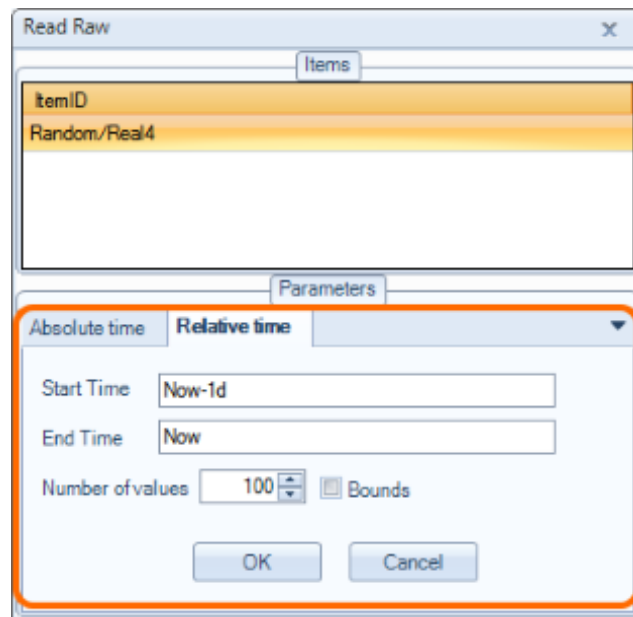 Read Raw
Items
ItemID
Random/Real4
Parameters
Absolute time Relative time
Start Time Now-1d
End Time Now
Number of values 100 Bounds
OK Cancel